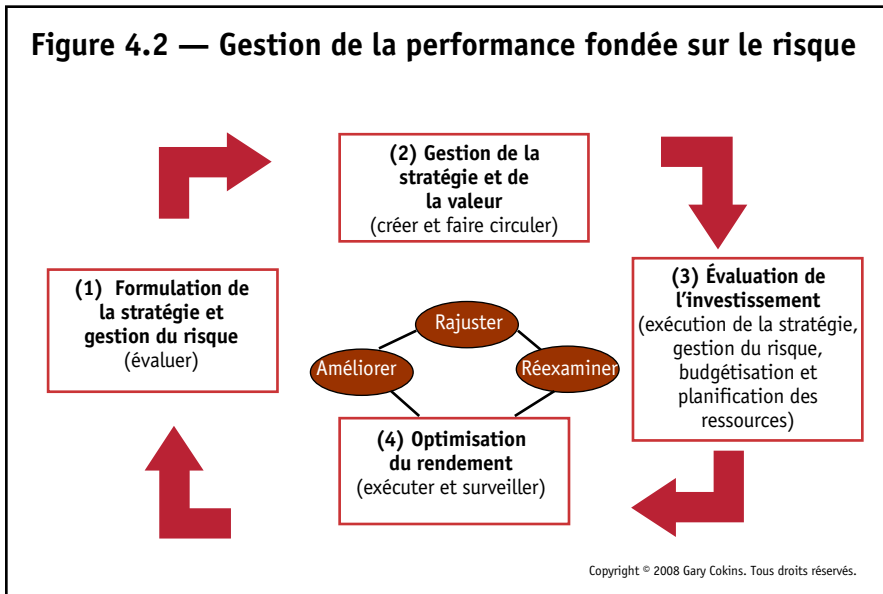 Figure 4.2 — Gestion de la performance fondée sur le risque
(2) Gestion de la
stratégie et de
la valeur
(créer et faire circuler)
(1) Formulation de
la stratégie et
gestion du risque
(évaluer)
(3) Évaluation de
l'investissement
(exécution de la stratégie,
gestion du risque,
budgétisation et
planification des
ressources)
Rajuster
Améliorer
Réexaminer
(4) Optimisation
du rendement
(exécuter et surveiller)
Copyright © 2008 Gary Cokins. Tous droits réservés.